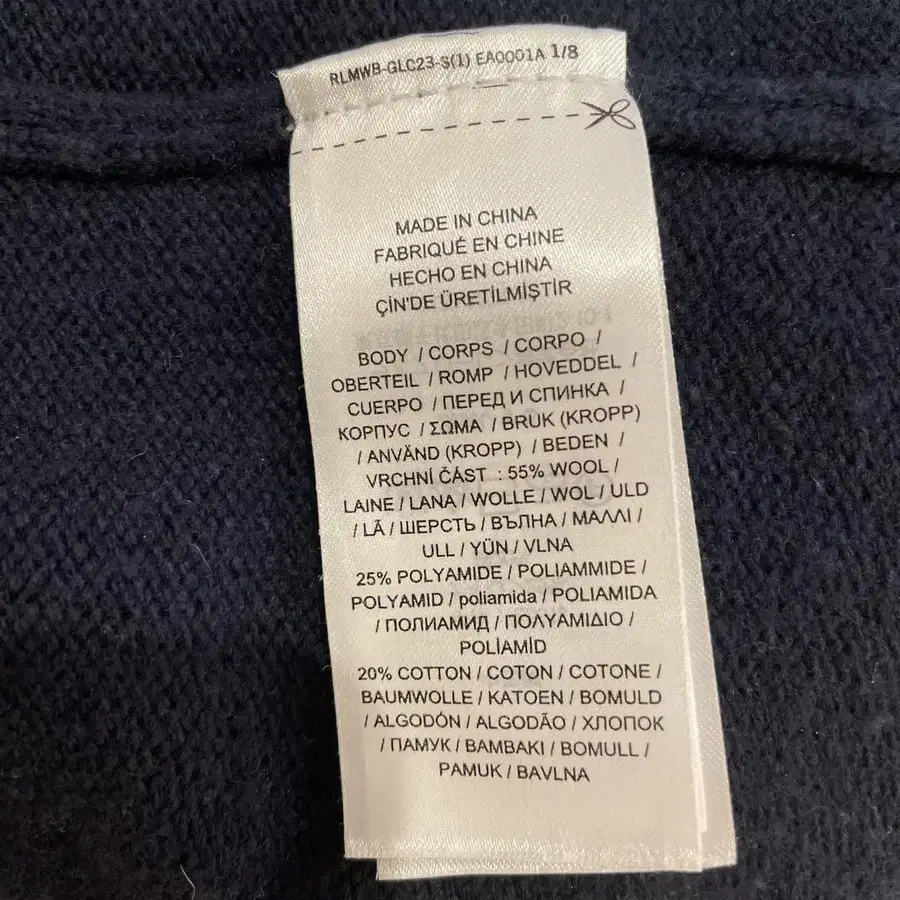 RLMWB-GLC23-S(1) EA0001A 1/8
MADE IN CHINA
FABRIQUÉ EN CHINE
HECHO EN CHINA
ÇİN'DE ÜRETİLMİŞTİR
BODY / CORPS / CORPO /
OBERTEIL / ROMP / HOVEDDEL /
CUERPO / ПЕРЕД И СПИНКА /
КОРПУС / ΣΩΜΑ / BRUK (KROPP)
/ ANVÄND (KROPP) / BEDEN /
VRCHNÍ ČÁST : 55% WOOL /
LAINE / LANA / WOLLE / WOL / ULD
/ LÃ / ШЕРСТЬ / ВЪЛНА / ΜΑΛΛΙ /
ULL / YÜN / VLNA
25% POLYAMIDE / POLIAMMIDE /
POLYAMID / poliamida / POLIAMIDA
/ ПОЛИАМИД / ΠΟΛΥΑΜΙΔΙΟ /
POLİAMİD
20% COTTON / COTON / COTONE /
BAUMWOLLE / KATOEN / BOMULD
/ ALGODÓN / ALGODÃO / ХЛОПОК
/ ПАМУК / ΒΑΜΒΑΚΙ / BOMULL /
PAMUK / BAVLNA